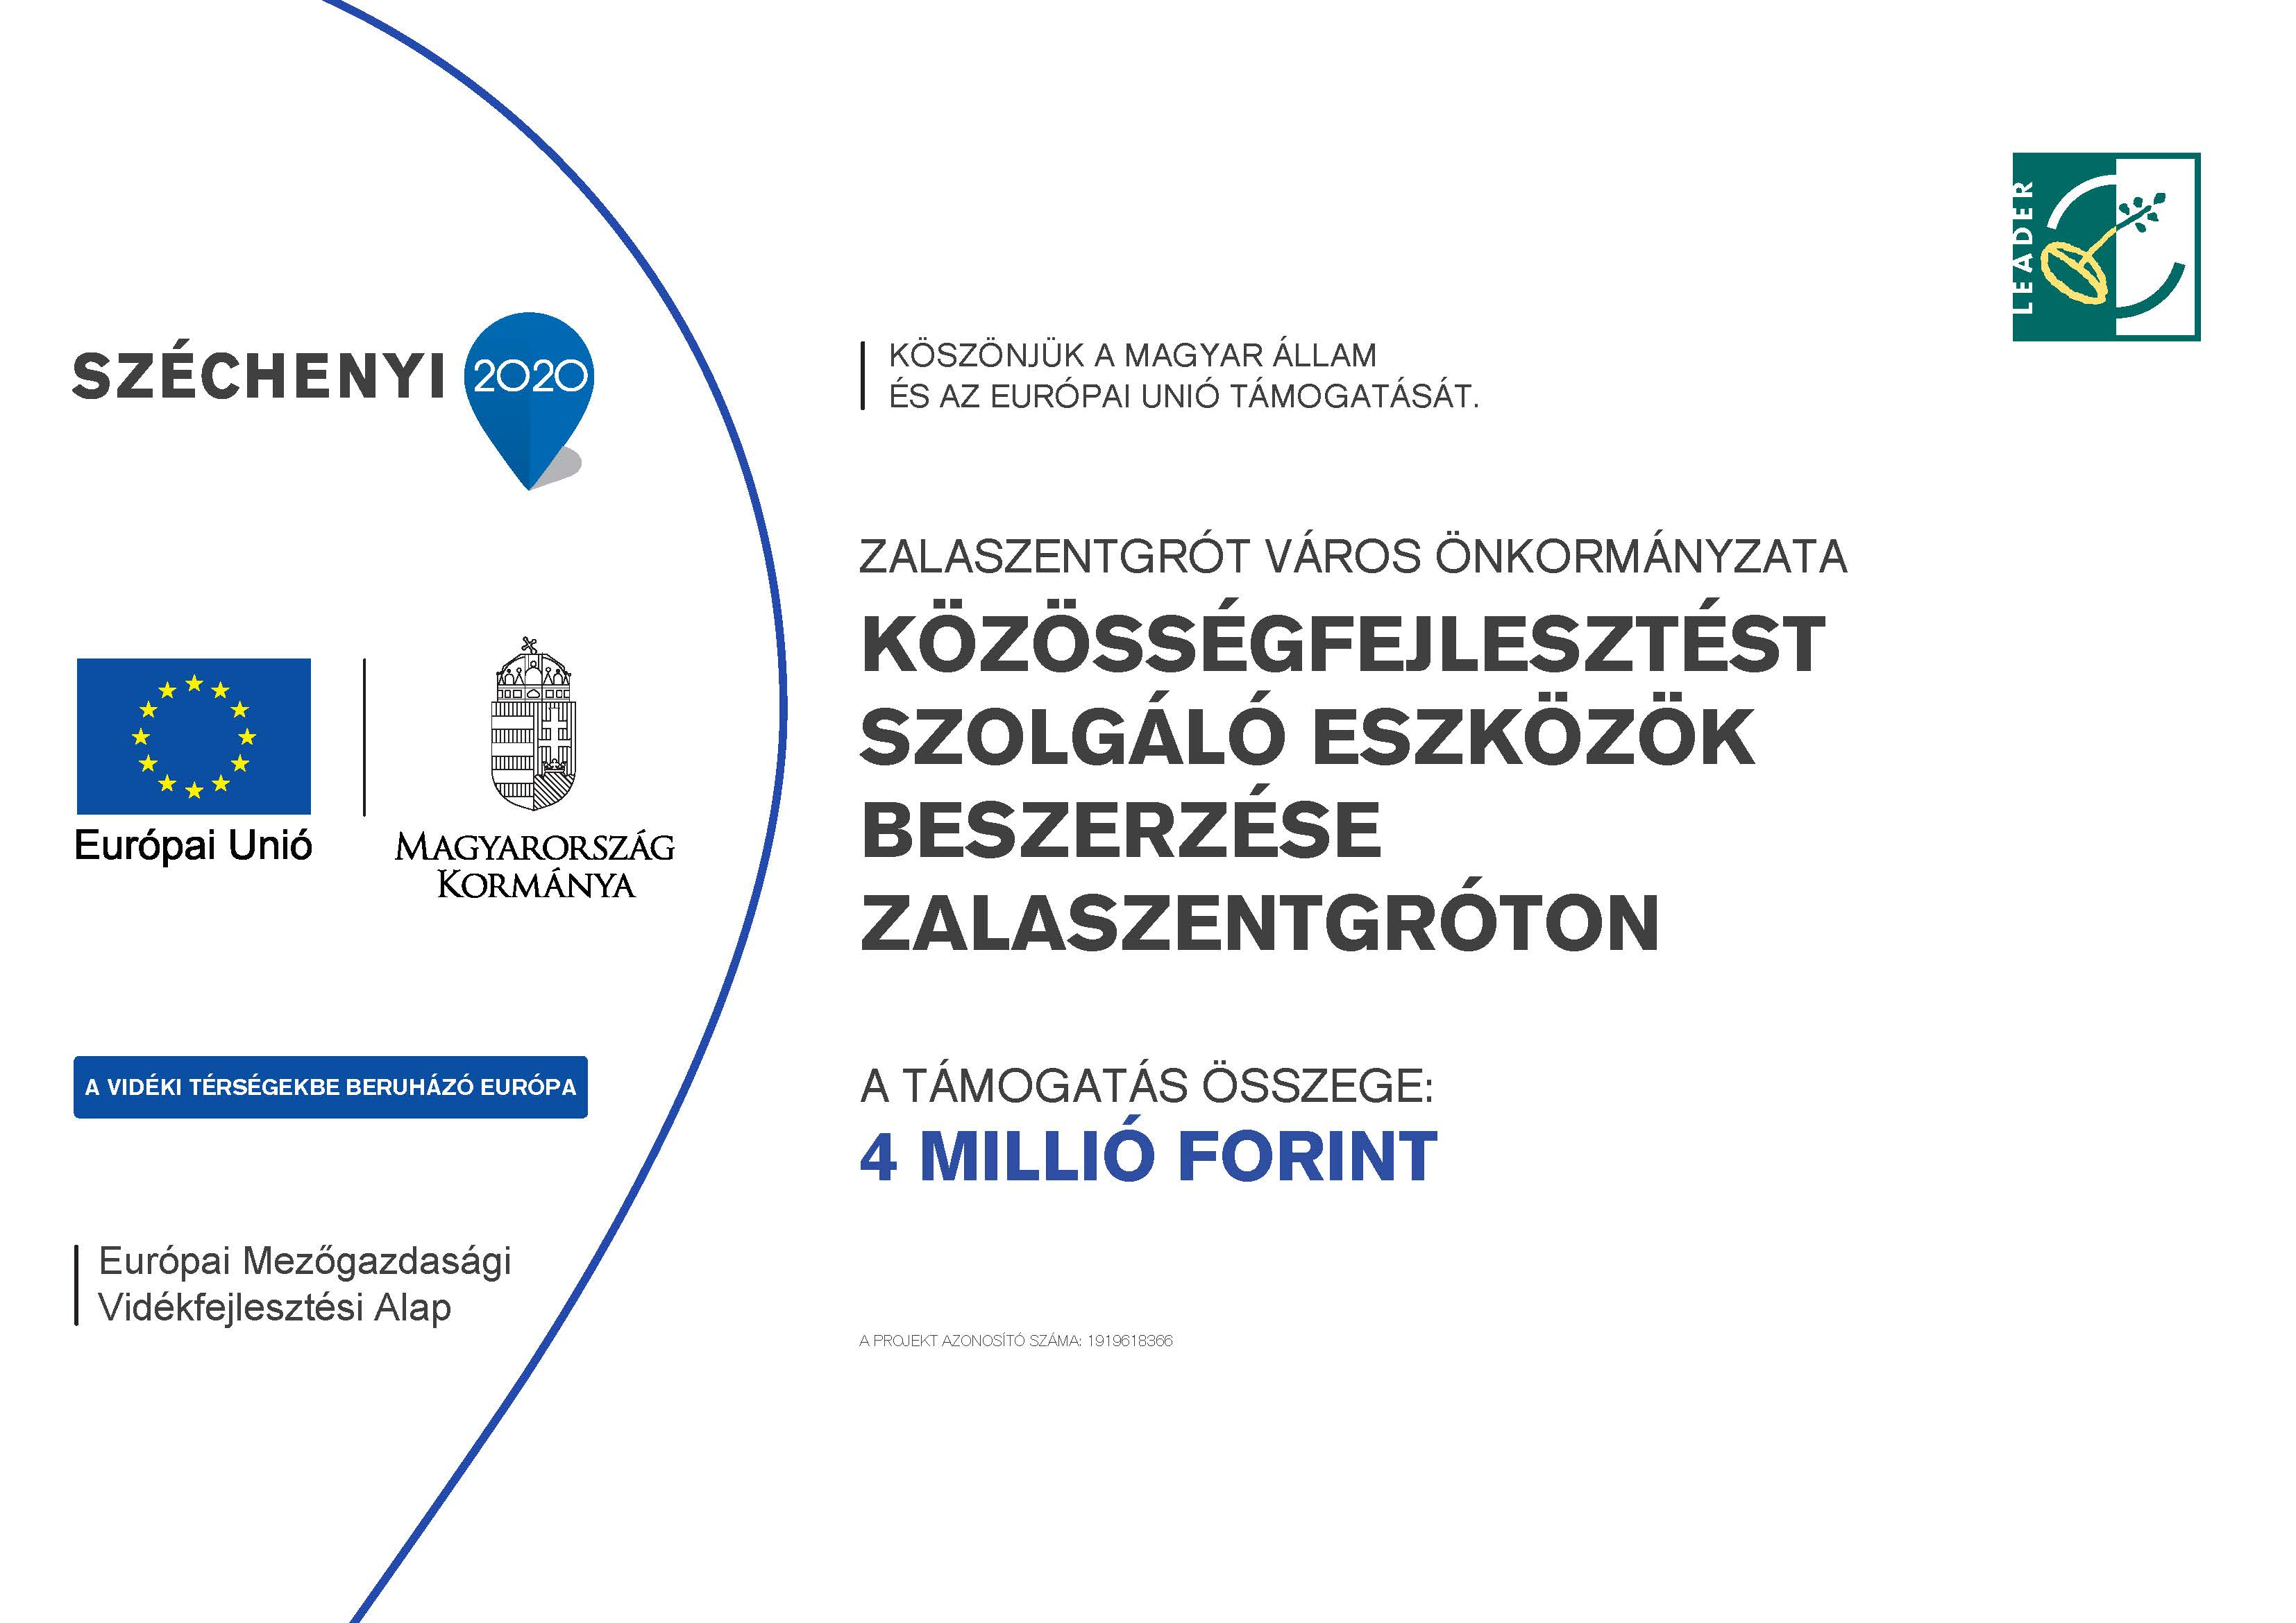 SZÉCHENYI 2020
Európai Unió
MAGYARORSZÁG
KORMÁNYA
A VIDÉKI TÉRSÉGEKBE BERUHÁZÓ EURÓPA
Európai Mezőgazdasági
Vidékfejlesztési Alap
LEADER
KÖSZÖNJÜK A MAGYAR ÁLLAM
ÉS AZ EURÓPAI UNIÓ TÁMOGATÁSÁT.
ZALASZENTGRÓT VÁROS ÖNKORMÁNYZATA
KÖZÖSSÉGFEJLESZTÉST
SZOLGÁLÓ ESZKÖZÖK
BESZERZÉSE
ZALASZENTGRÓTON
A TÁMOGATÁS ÖSSZEGE:
4 MILLIÓ FORINT
A PROJEKT AZONOSÍTÓ SZÁMA: 1919618366